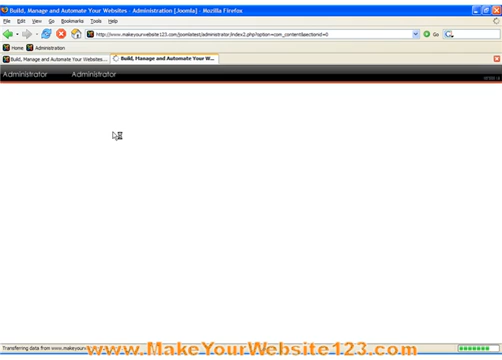 Build, Manage and Automate Your Websites - Administration [Joomla] - Mozilla Firefox
File Edit View Go Bookmarks Tools Help
http://www.makeyourwebsite123.com/joomlatest/administrator/index2.php?option=com_content&sectionid=0
Go
Home Administration
Build, Manage and Automate Your Websites... Build, Manage and Automate Your W...
Administrator Administrator
Transferring data from www.makeyour
www.MakeYourWebsite123.com